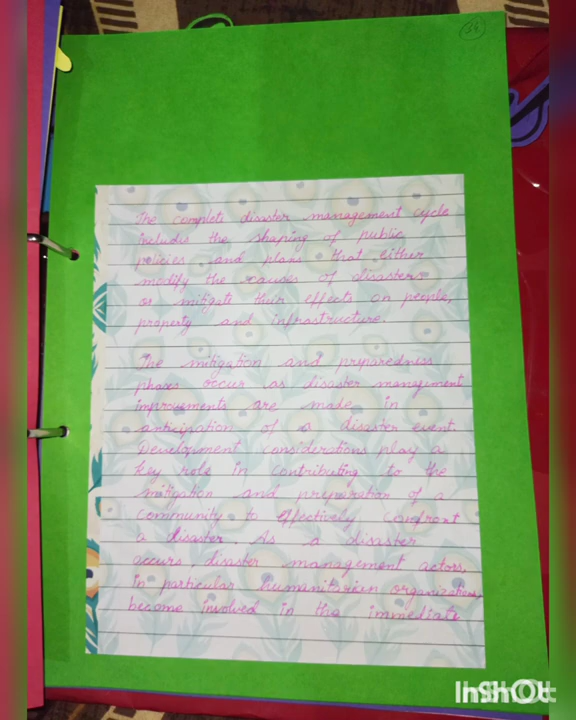 34
The complete disaster management cycle
includes the shaping of public
policies and plans that either
modify the causes of disasters
or mitigate their effects on people,
property and infrastructure.
The mitigation and preparedness
phases occur as disaster management
improvements are made in
anticipation of a disaster event.
Development considerations play a
key role in contributing to the
mitigation and preparation of a
community to effectively confront
a disaster. As a disaster
occurs, disaster management actors,
in particular humanitarian organizations,
become involved in the immediate
InShOt